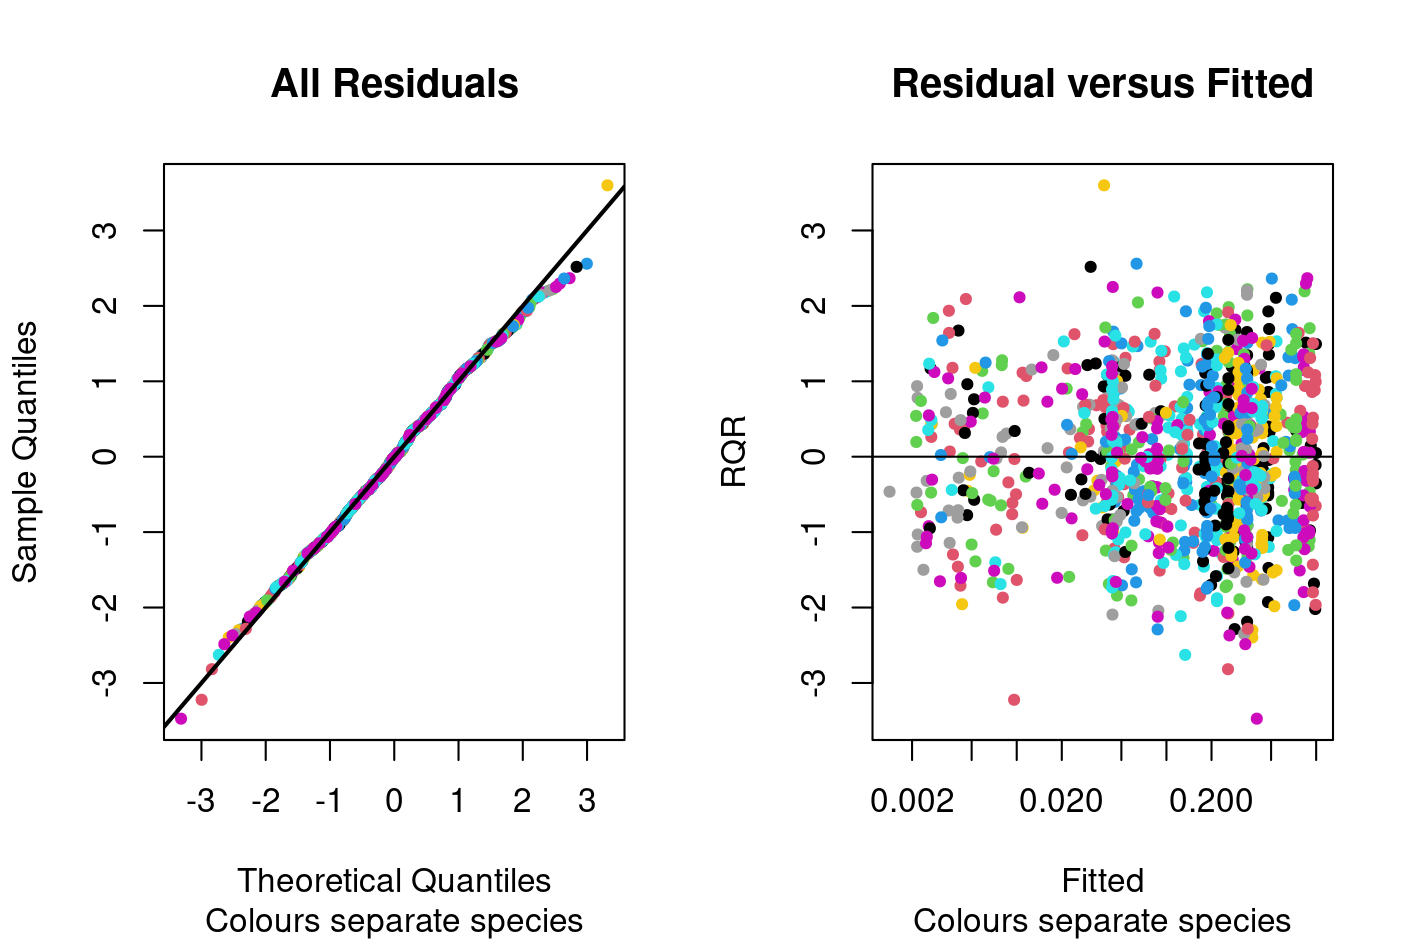 All Residuals
Residual versus Fitted
Sample Quantiles
3
2
1
0
-1
-2
-3
-3 -2 -1 0 1 2 3
Theoretical Quantiles
Colours separate species
RQR
3
2
1
0
-1
-2
-3
0.002 0.020 0.200
Fitted
Colours separate species